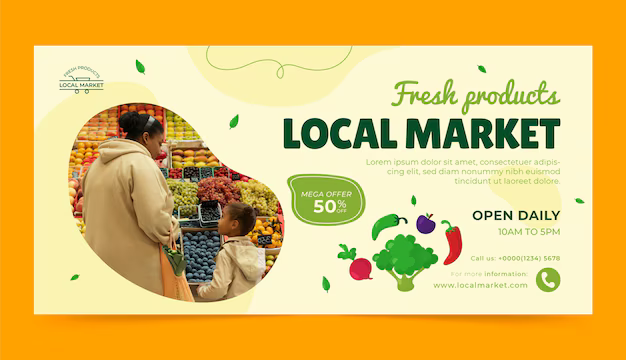 FRESH PRODUCTS
LOCAL MARKET
Fresh products
LOCAL MARKET
Lorem ipsum dolor sit amet, consectetuer adipis-
cing elit, sed diam nonummy nibh euismod
tincidunt ut laoreet dolore.
MEGA OFFER
50%
OFF
OPEN DAILY
10AM TO 5PM
Call us: +0000(1234) 5678
For more information:
www.localmarket.com